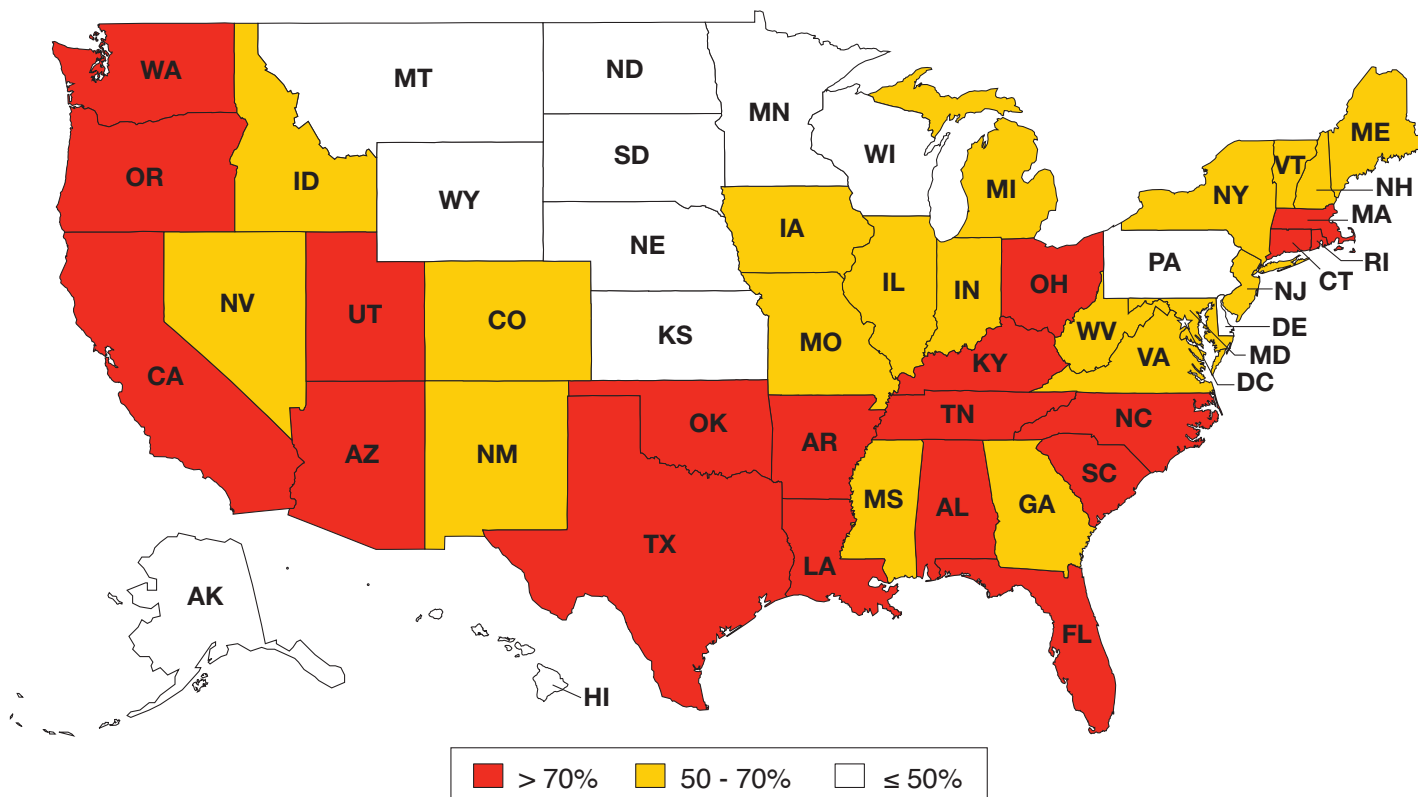 WA
MT
ND
MN
ME
OR
ID
SD
WI
MI
VT
NH
NY
MA
WY
IA
NE
PA
RI
CT
NV
UT
CO
IL
IN
OH
NJ
KS
MO
WV
VA
DE
MD
DC
CA
KY
AZ
NM
OK
AR
TN
NC
SC
MS
AL
GA
TX
LA
AK
FL
HI
> 70%
50 - 70%
≤ 50%